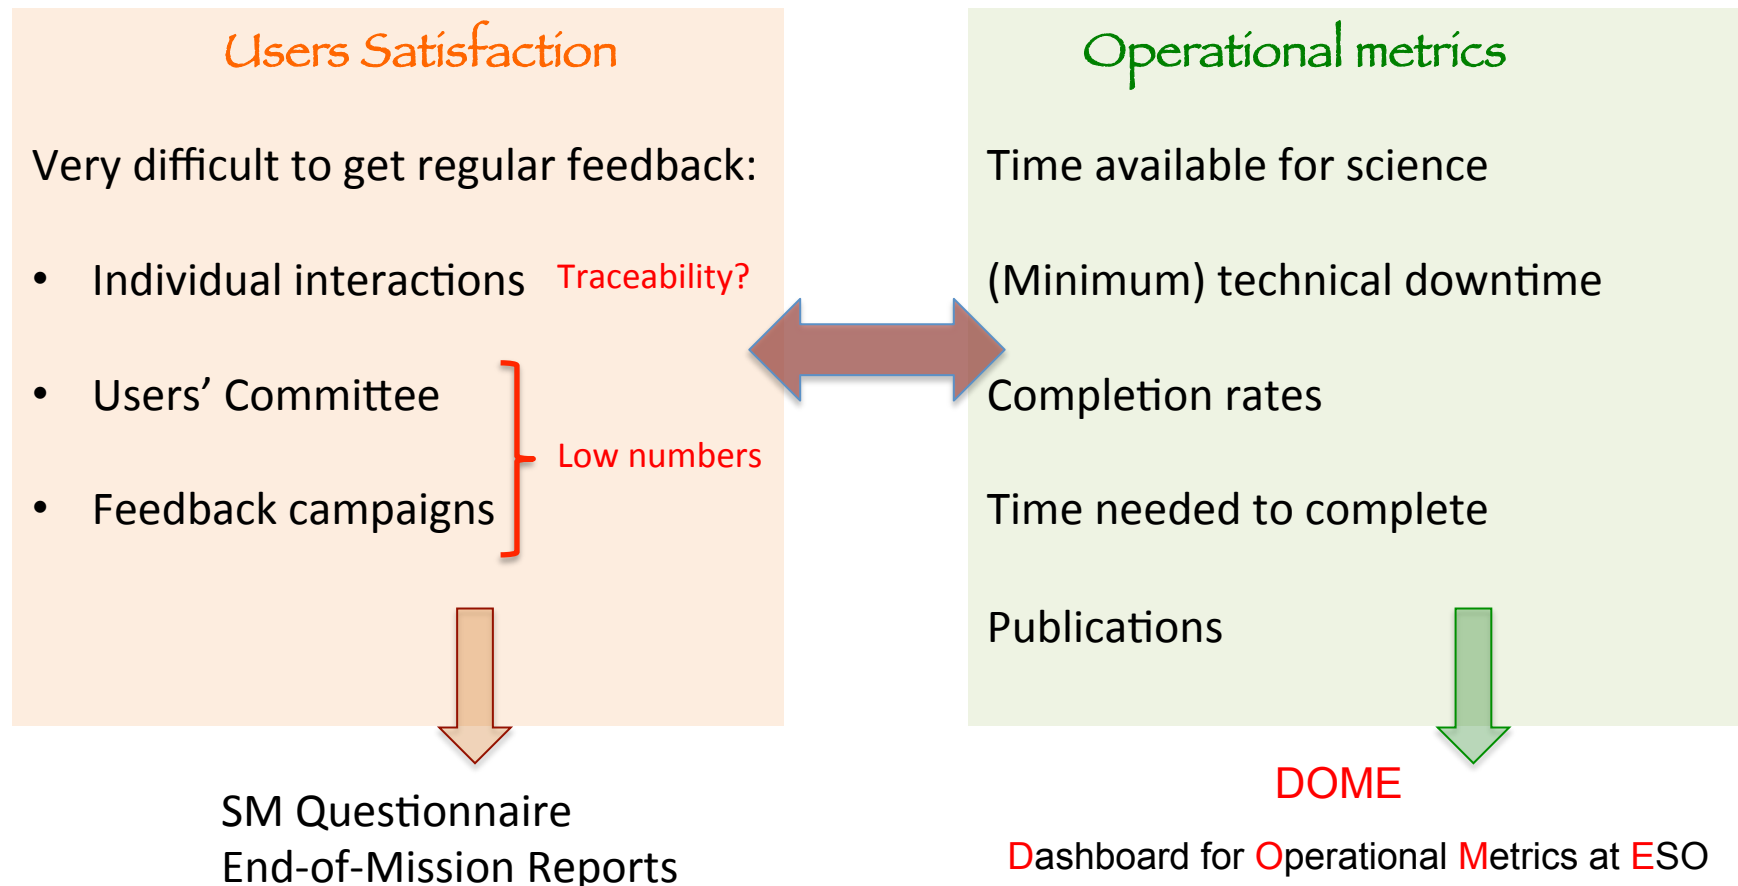 Users Satisfaction
Very difficult to get regular feedback:
• Individual interactions Traceability?
• Users' Committee
Low numbers
• Feedback campaigns
SM Questionnaire
End-of-Mission Reports
Operational metrics
Time available for science
(Minimum) technical downtime
Completion rates
Time needed to complete
Publications
DOME
Dashboard for Operational Metrics at ESO